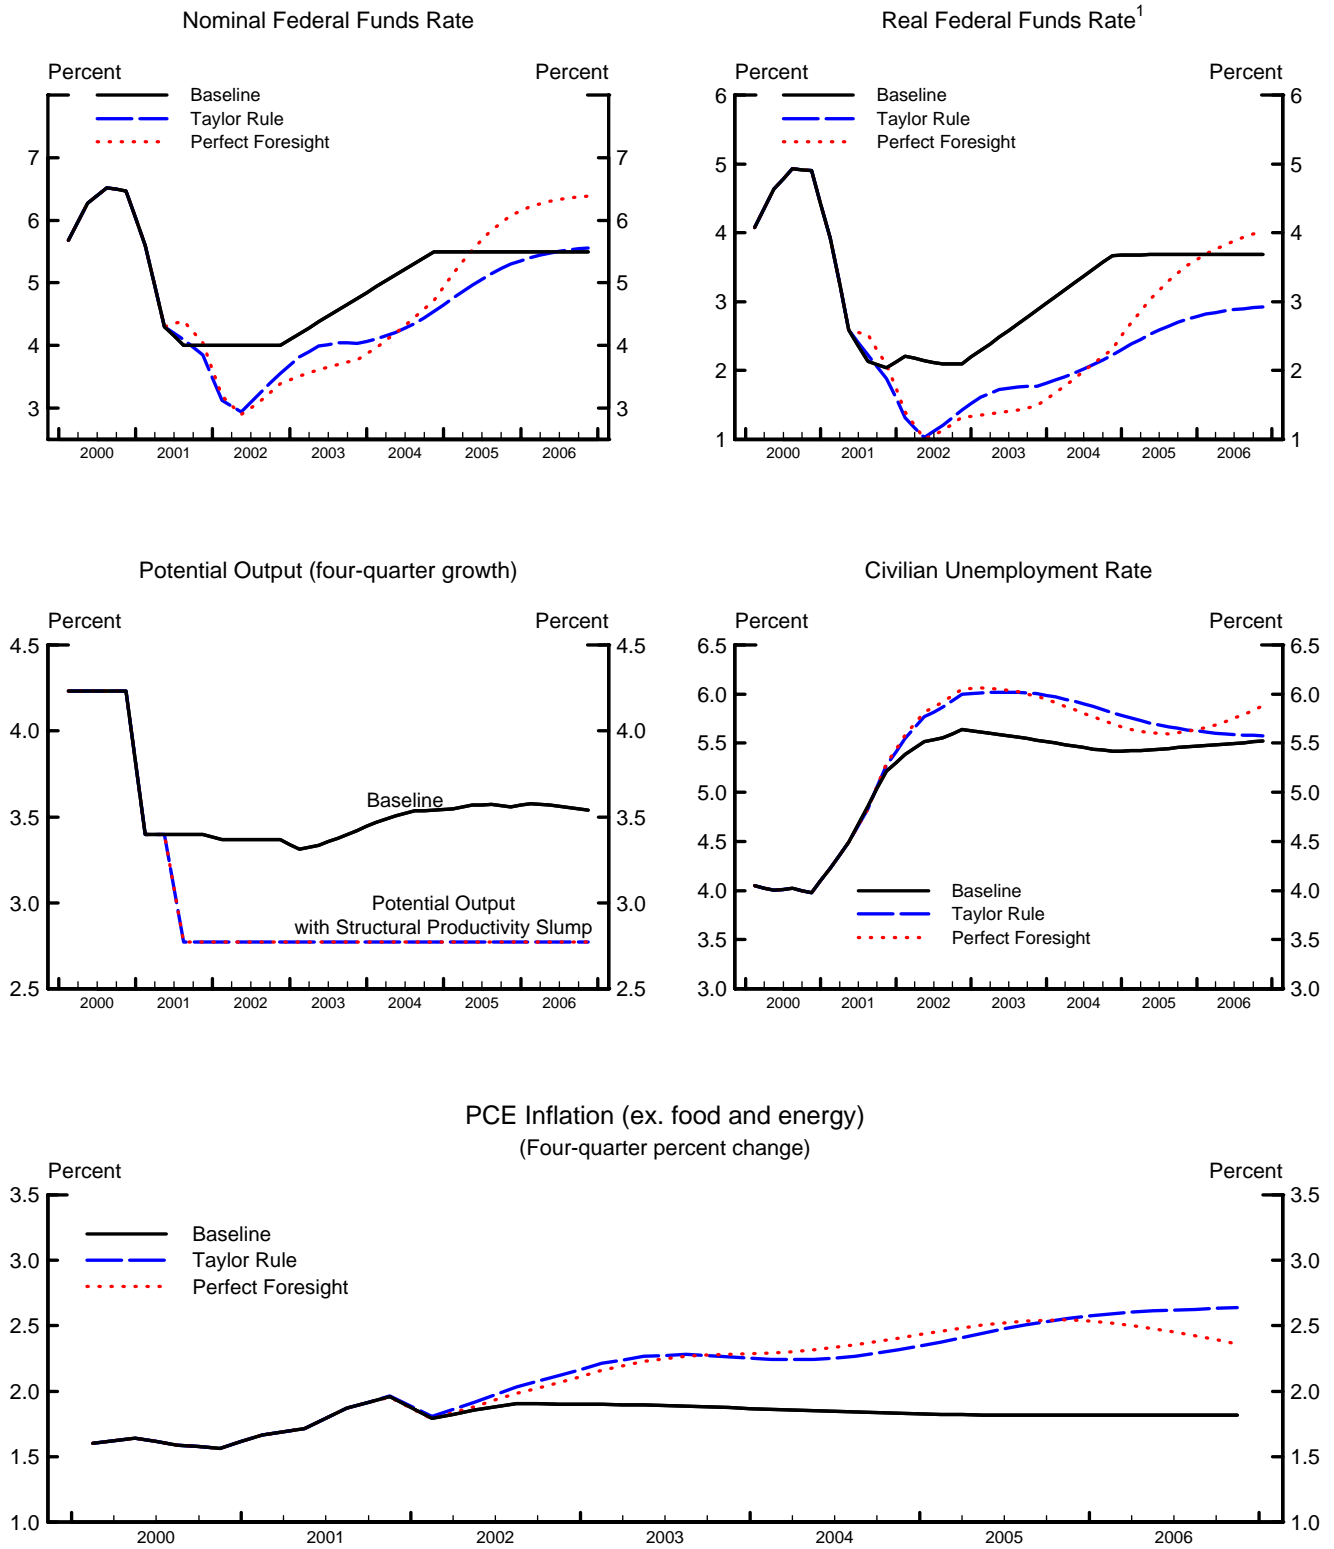 Nominal Federal Funds Rate
Percent
Percent
Baseline
Taylor Rule
Perfect Foresight
7
7
6
6
5
5
4
4
3
3
2000 2001 2002 2003 2004 2005 2006
Real Federal Funds Rate1
Percent
Percent
Baseline
Taylor Rule
Perfect Foresight
6
6
5
5
4
4
3
3
2
2
1
1
2000 2001 2002 2003 2004 2005 2006
Potential Output (four-quarter growth)
Percent
Percent
4.5
4.5
4.0
4.0
3.5
3.5
3.0
3.0
2.5
2.5
Baseline
Potential Output
with Structural Productivity Slump
2000 2001 2002 2003 2004 2005 2006
Civilian Unemployment Rate
Percent
Percent
6.5
6.5
6.0
6.0
5.5
5.5
5.0
5.0
4.5
4.5
4.0
4.0
3.5
3.5
3.0
3.0
Baseline
Taylor Rule
Perfect Foresight
2000 2001 2002 2003 2004 2005 2006
PCE Inflation (ex. food and energy)
(Four-quarter percent change)
Percent
Percent
3.5
3.5
3.0
3.0
2.5
2.5
2.0
2.0
1.5
1.5
1.0
1.0
Baseline
Taylor Rule
Perfect Foresight
2000 2001 2002 2003 2004 2005 2006